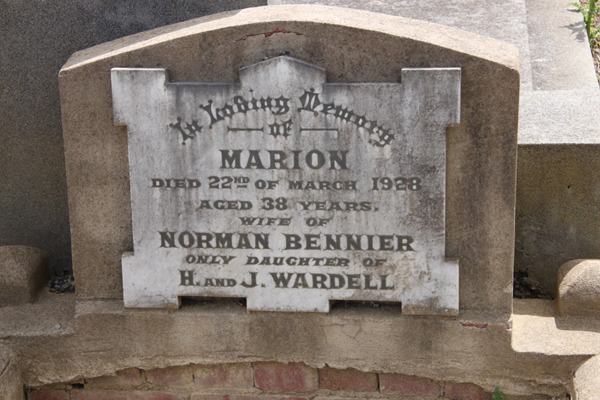 In Loving Memory
of
MARION
DIED 22ND OF MARCH 1928
AGED 38 YEARS.
WIFE OF
NORMAN BENNIER
ONLY DAUGHTER OF
H. AND J. WARDELL